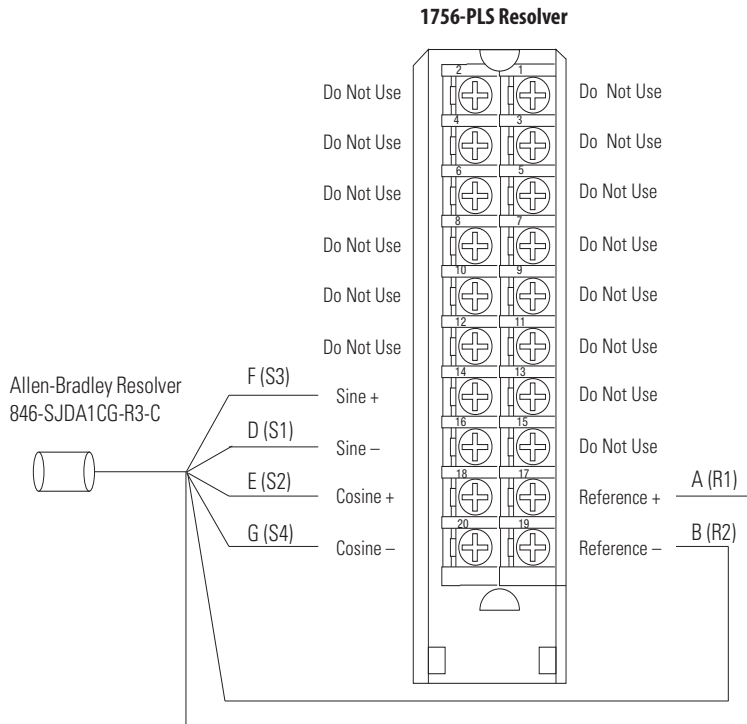 1756-PLS Resolver
2 1
Do Not Use Do Not Use
4 3
Do Not Use Do Not Use
6 5
Do Not Use Do Not Use
8 7
Do Not Use Do Not Use
10 9
Do Not Use Do Not Use
12 11
Do Not Use Do Not Use
Allen-Bradley Resolver
846-SJDA1CG-R3-C
14 13
F (S3) Sine + Do Not Use
16 15
D (S1) Sine – Do Not Use
18 17
E (S2) Cosine + Reference + A (R1)
20 19
G (S4) Cosine – Reference – B (R2)